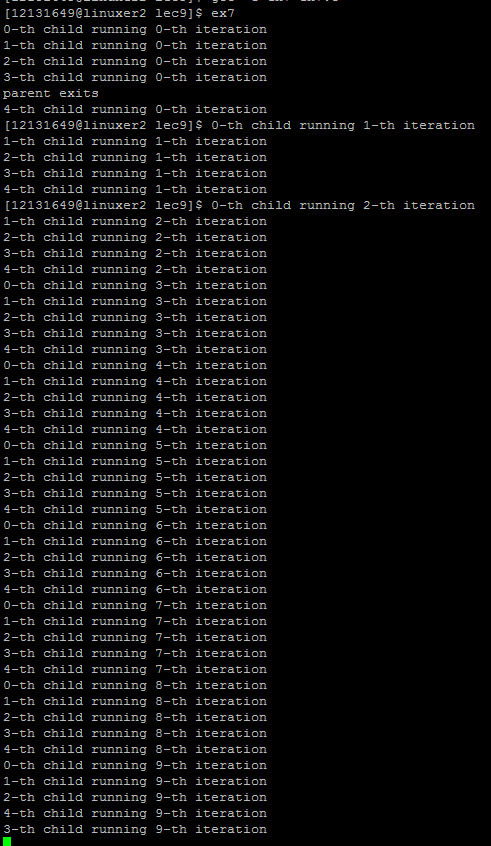 [12131649@linuxer2 lec9]$ ex7
0-th child running 0-th iteration
1-th child running 0-th iteration
2-th child running 0-th iteration
3-th child running 0-th iteration
parent exits
4-th child running 0-th iteration
[12131649@linuxer2 lec9]$ 0-th child running 1-th iteration
1-th child running 1-th iteration
2-th child running 1-th iteration
3-th child running 1-th iteration
4-th child running 1-th iteration
[12131649@linuxer2 lec9]$ 0-th child running 2-th iteration
1-th child running 2-th iteration
2-th child running 2-th iteration
3-th child running 2-th iteration
4-th child running 2-th iteration
0-th child running 3-th iteration
1-th child running 3-th iteration
2-th child running 3-th iteration
3-th child running 3-th iteration
4-th child running 3-th iteration
0-th child running 4-th iteration
1-th child running 4-th iteration
2-th child running 4-th iteration
3-th child running 4-th iteration
4-th child running 4-th iteration
0-th child running 5-th iteration
1-th child running 5-th iteration
2-th child running 5-th iteration
3-th child running 5-th iteration
4-th child running 5-th iteration
0-th child running 6-th iteration
1-th child running 6-th iteration
2-th child running 6-th iteration
3-th child running 6-th iteration
4-th child running 6-th iteration
0-th child running 7-th iteration
1-th child running 7-th iteration
2-th child running 7-th iteration
3-th child running 7-th iteration
4-th child running 7-th iteration
0-th child running 8-th iteration
1-th child running 8-th iteration
2-th child running 8-th iteration
3-th child running 8-th iteration
4-th child running 8-th iteration
0-th child running 9-th iteration
1-th child running 9-th iteration
2-th child running 9-th iteration
4-th child running 9-th iteration
3-th child running 9-th iteration